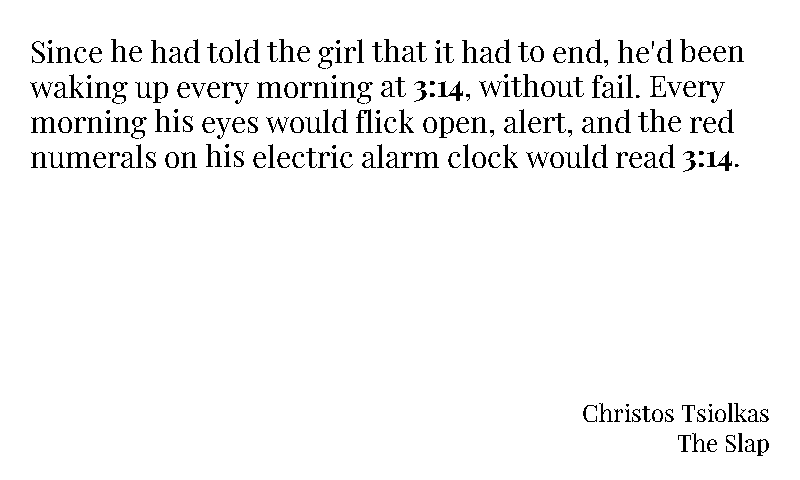 Since he had told the girl that it had to end, he'd been
waking up every morning at 3:14, without fail. Every
morning his eyes would flick open, alert, and the red
numerals on his electric alarm clock would read 3:14.
Christos Tsiolkas
The Slap